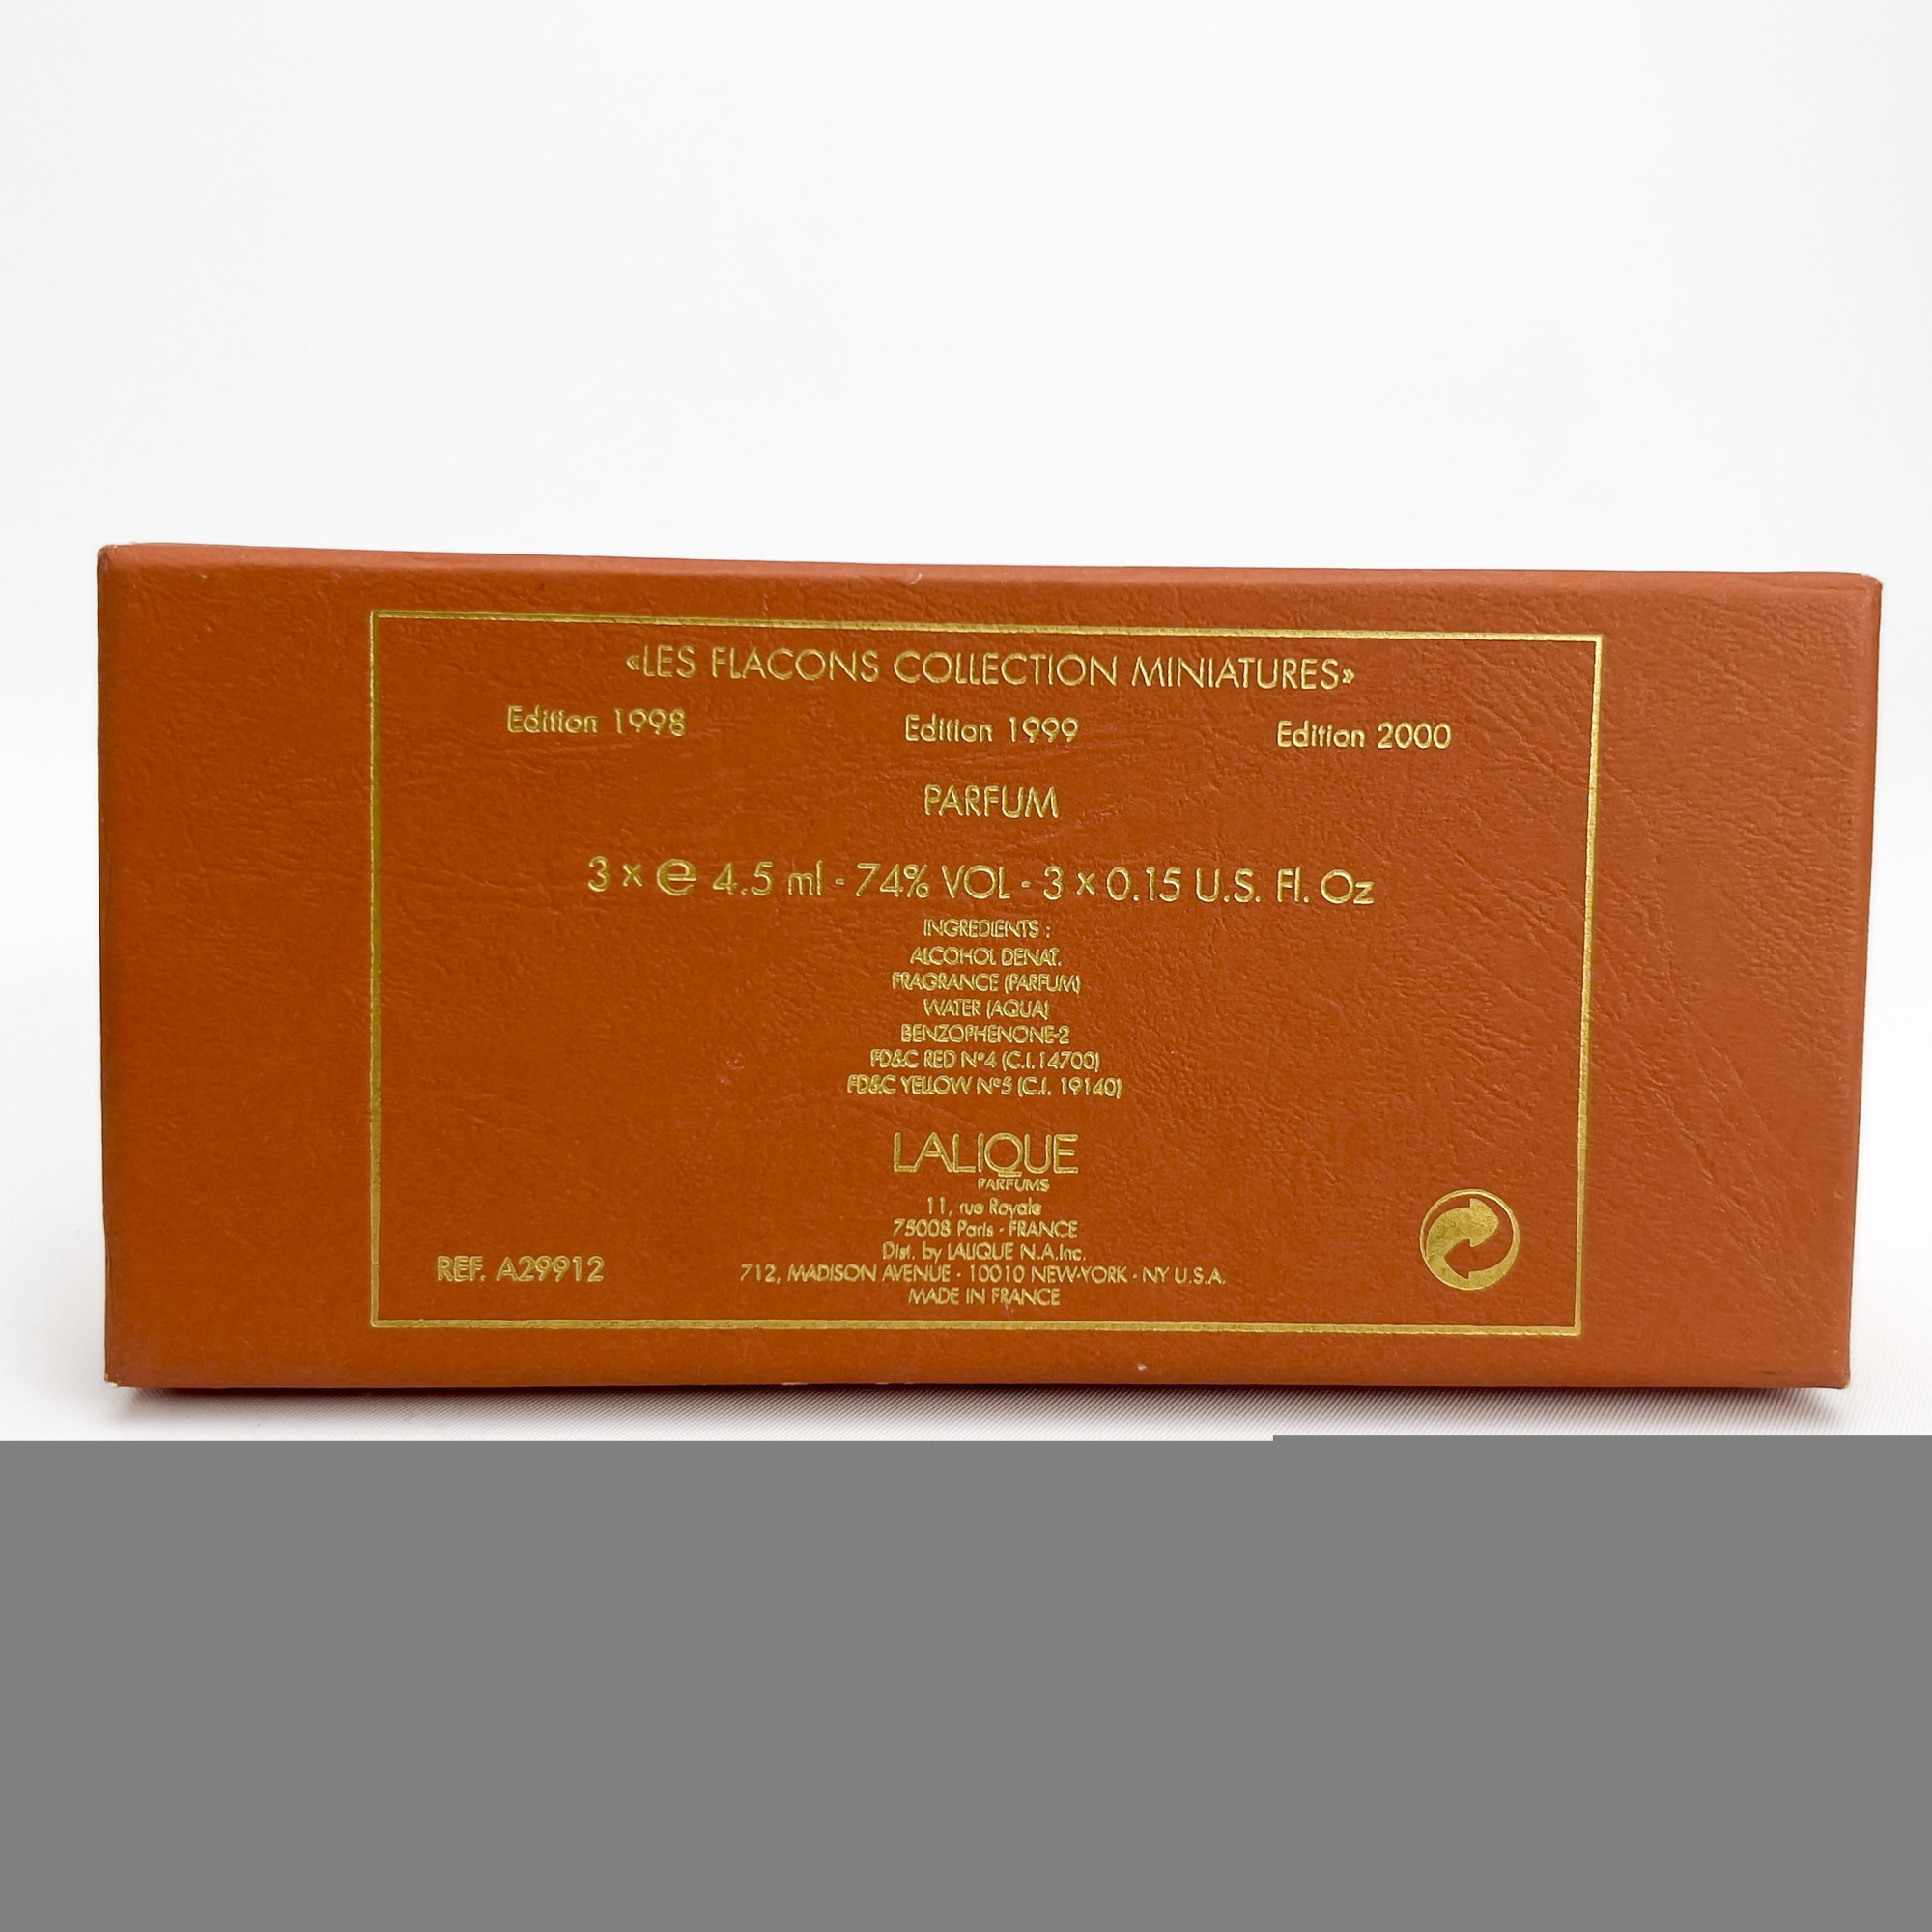 «LES FLACONS COLLECTION MINIATURES»
Edition 1998 Edition 1999 Edition 2000
PARFUM
3 x e 4.5 ml - 74% VOL - 3 x 0.15 U.S. Fl. Oz
INGREDIENTS :
ALCOHOL DENAT.
FRAGRANCE (PARFUM)
WATER (AQUA)
BENZOPHENONE-2
FD&C RED N°4 (C.I.14700)
FD&C YELLOW N°5 (C.I. 19140)
LALIQUE
PARFUMS
11, rue Royale
75008 Paris - FRANCE
Dist. by LALIQUE N.A.Inc.
712, MADISON AVENUE - 10010 NEW-YORK - NY U.S.A.
MADE IN FRANCE
REF. A29912